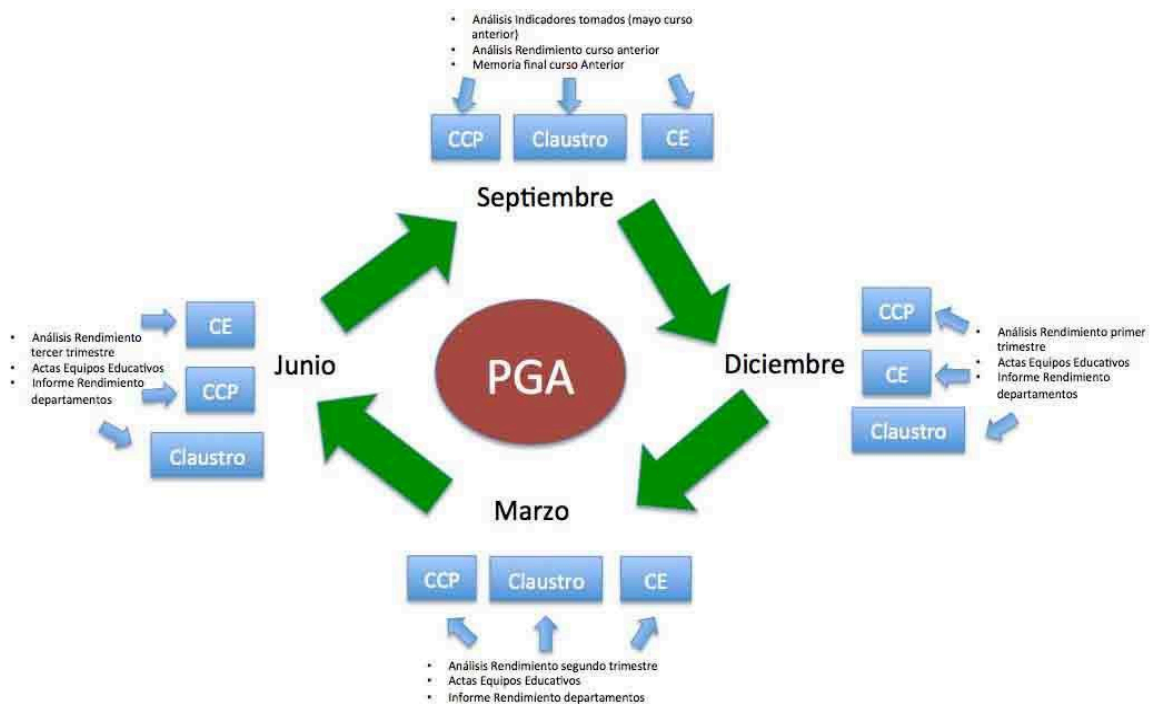 • Análisis Indicadores tomados (mayo curso
anterior)
• Análisis Rendimiento curso anterior
• Memoria final curso Anterior
CCP
Claustro
CE
Septiembre
CE
• Análisis Rendimiento
tercer trimestre
• Actas Equipos Educativos
• Informe Rendimiento
departamentos
CCP
Claustro
Junio
PGA
Diciembre
CCP
CE
Claustro
• Análisis Rendimiento primer
trimestre
• Actas Equipos Educativos
• Informe Rendimiento
departamentos
Marzo
CCP
Claustro
CE
• Análisis Rendimiento segundo trimestre
• Actas Equipos Educativos
• Informe Rendimiento departamentos